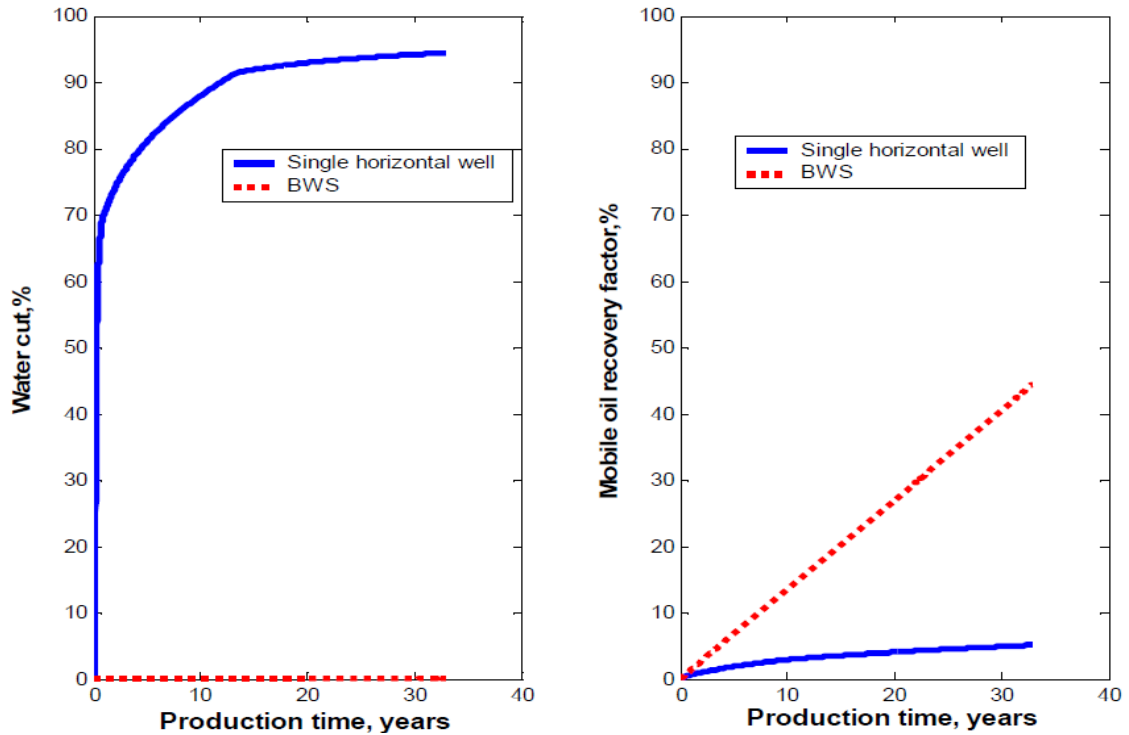 Water cut,%
100
90
80
70
60
50
40
30
20
10
0
Single horizontal well
BWS
0 10 20 30 40
Production time, years
Mobile oil recovery factor,%
100
90
80
70
60
50
40
30
20
10
0
Single horizontal well
BWS
0 10 20 30 40
Production time, years